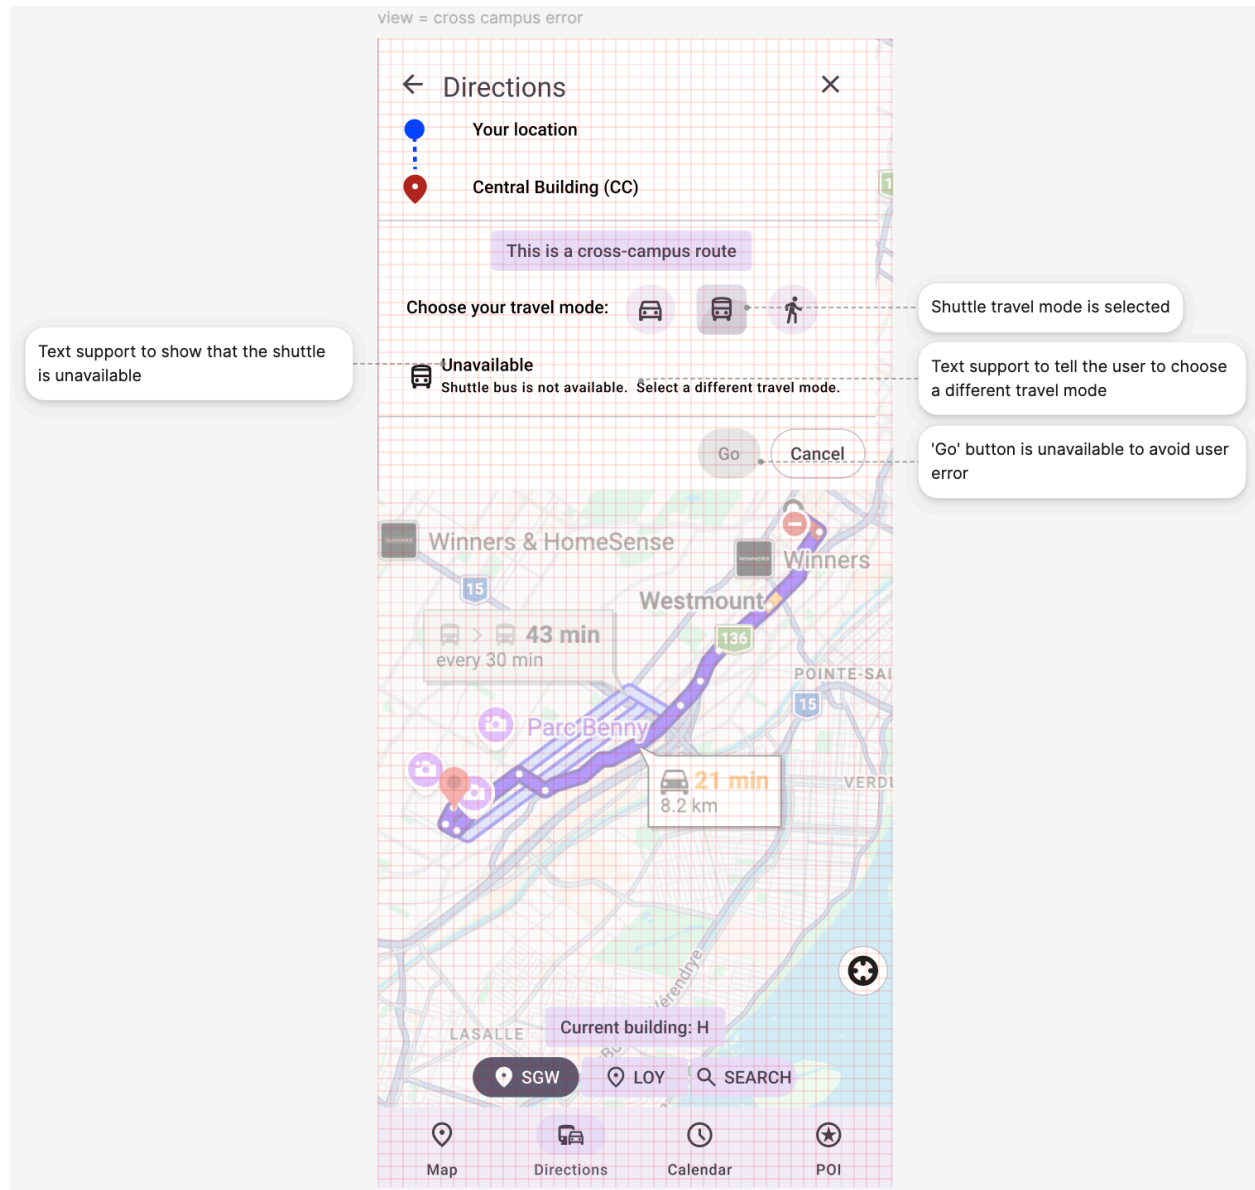 view = cross campus error
Directions
Your location
Central Building (CC)
This is a cross-campus route
Choose your travel mode:
Shuttle travel mode is selected
Text support to show that the shuttle
is unavailable
Unavailable
Shuttle bus is not available. Select a different travel mode.
Text support to tell the user to choose
a different travel mode
Go
Cancel
'Go' button is unavailable to avoid user
error
Winners & HomeSense
Winners
15
Westmount
43 min
every 30 min
136
POINTE-SAI
15
Parc Benny
21 min
8.2 km
VERDU
Vérendrye
Current building: H
LASALLE
SGW
LOY
SEARCH
Map
Directions
Calendar
POI